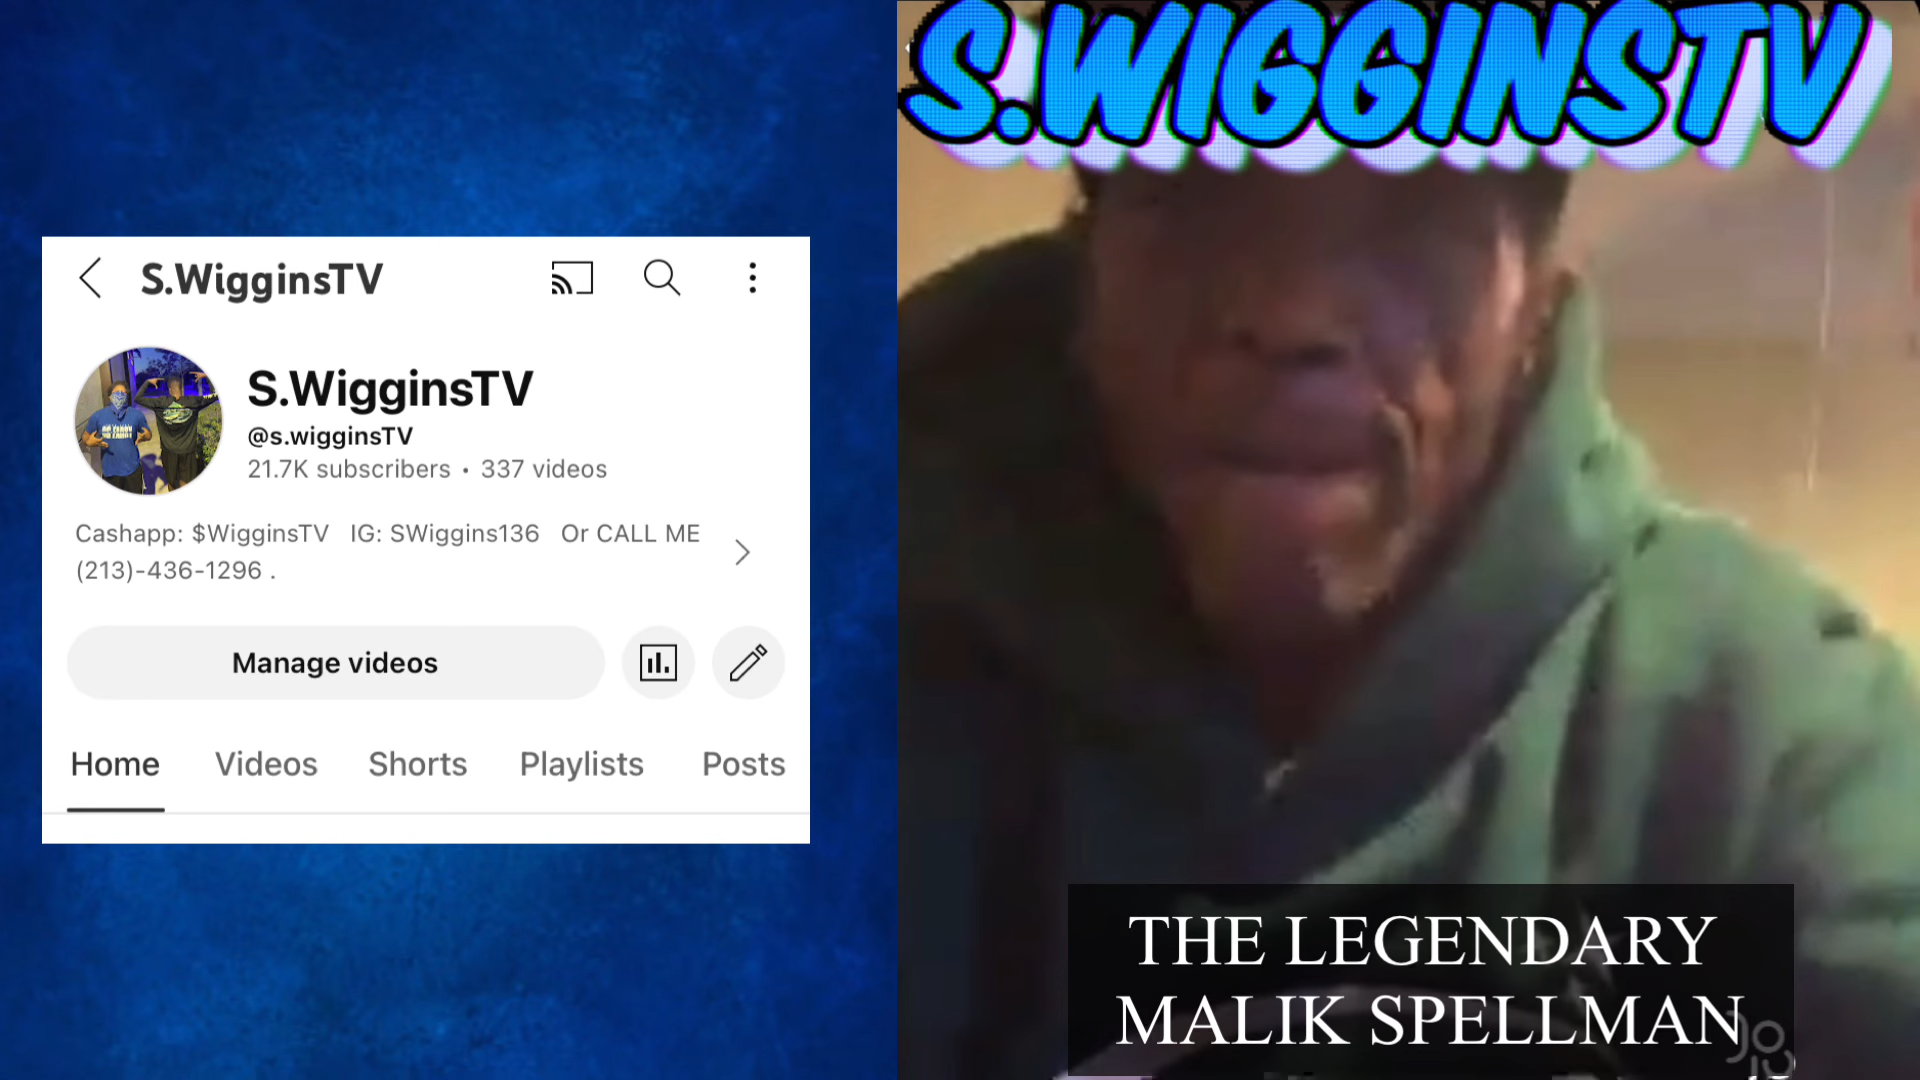 S.WigginsTV
S.WigginsTV
@s.wigginsTV
21.7K subscribers • 337 videos
Cashapp: $WigginsTV IG: SWiggins136 Or CALL ME
(213)-436-1296 .
Manage videos
Home Videos Shorts Playlists Posts
S.WIGGINSTV
THE LEGENDARY
MALIK SPELLMAN